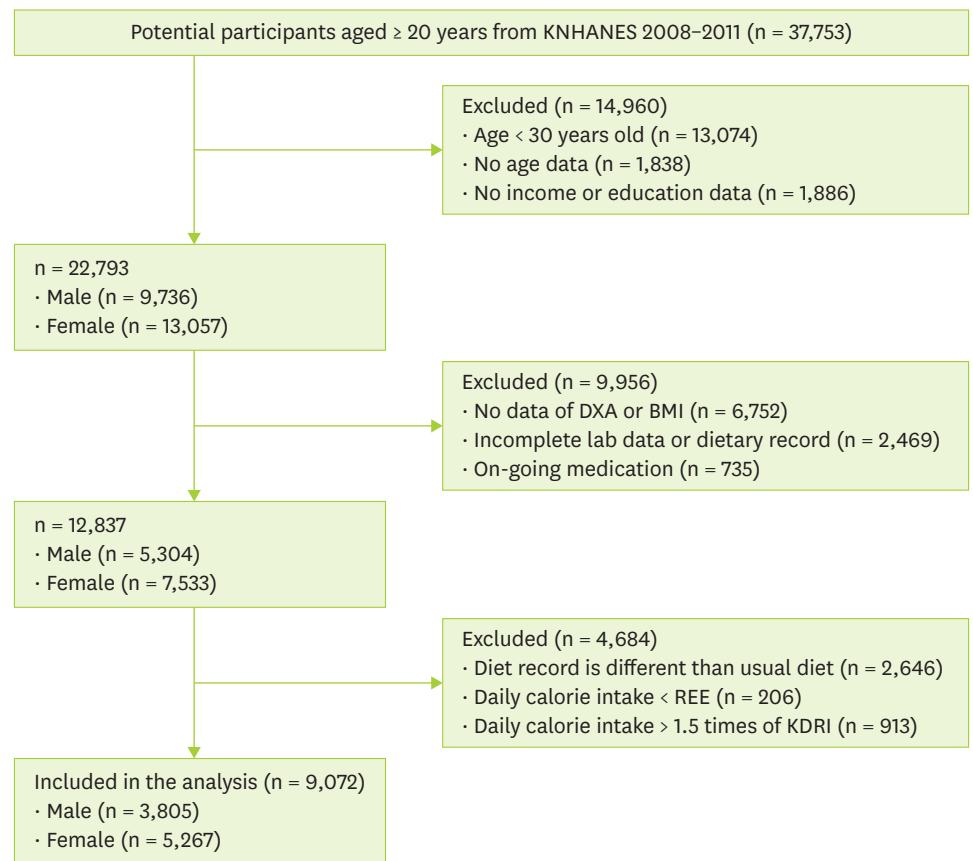 Potential participants aged ≥ 20 years from KNHANES 2008–2011 (n = 37,753)
Excluded (n = 14,960)
· Age < 30 years old (n = 13,074)
· No age data (n = 1,838)
· No income or education data (n = 1,886)
n = 22,793
· Male (n = 9,736)
· Female (n = 13,057)
Excluded (n = 9,956)
· No data of DXA or BMI (n = 6,752)
· Incomplete lab data or dietary record (n = 2,469)
· On-going medication (n = 735)
n = 12,837
· Male (n = 5,304)
· Female (n = 7,533)
Excluded (n = 4,684)
· Diet record is different than usual diet (n = 2,646)
· Daily calorie intake < REE (n = 206)
· Daily calorie intake > 1.5 times of KDRI (n = 913)
Included in the analysis (n = 9,072)
· Male (n = 3,805)
· Female (n = 5,267)